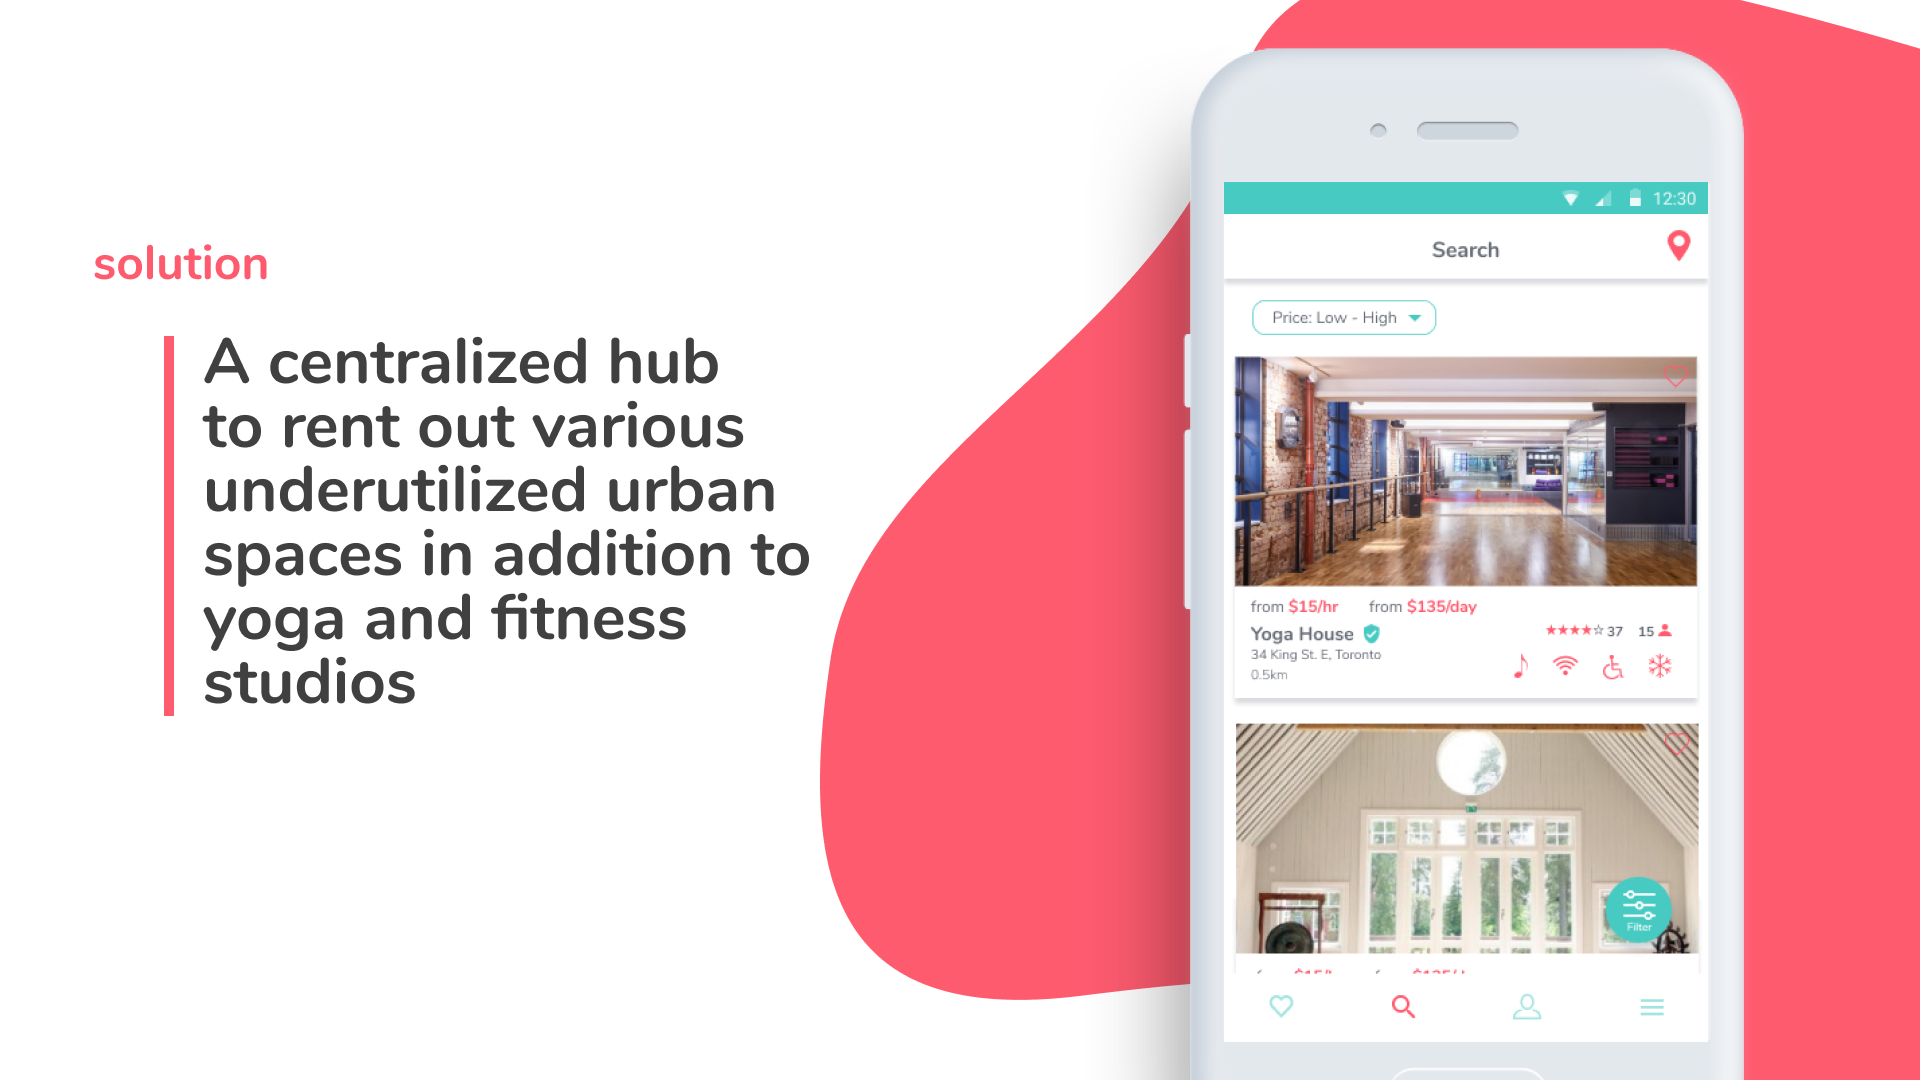 solution
A centralized hub
to rent out various
underutilized urban
spaces in addition to
yoga and fitness
studios
12:30
Search
Price: Low - High
from $15/hr from $135/day
Yoga House
37 15
34 King St. E, Toronto
0.5km
Filter